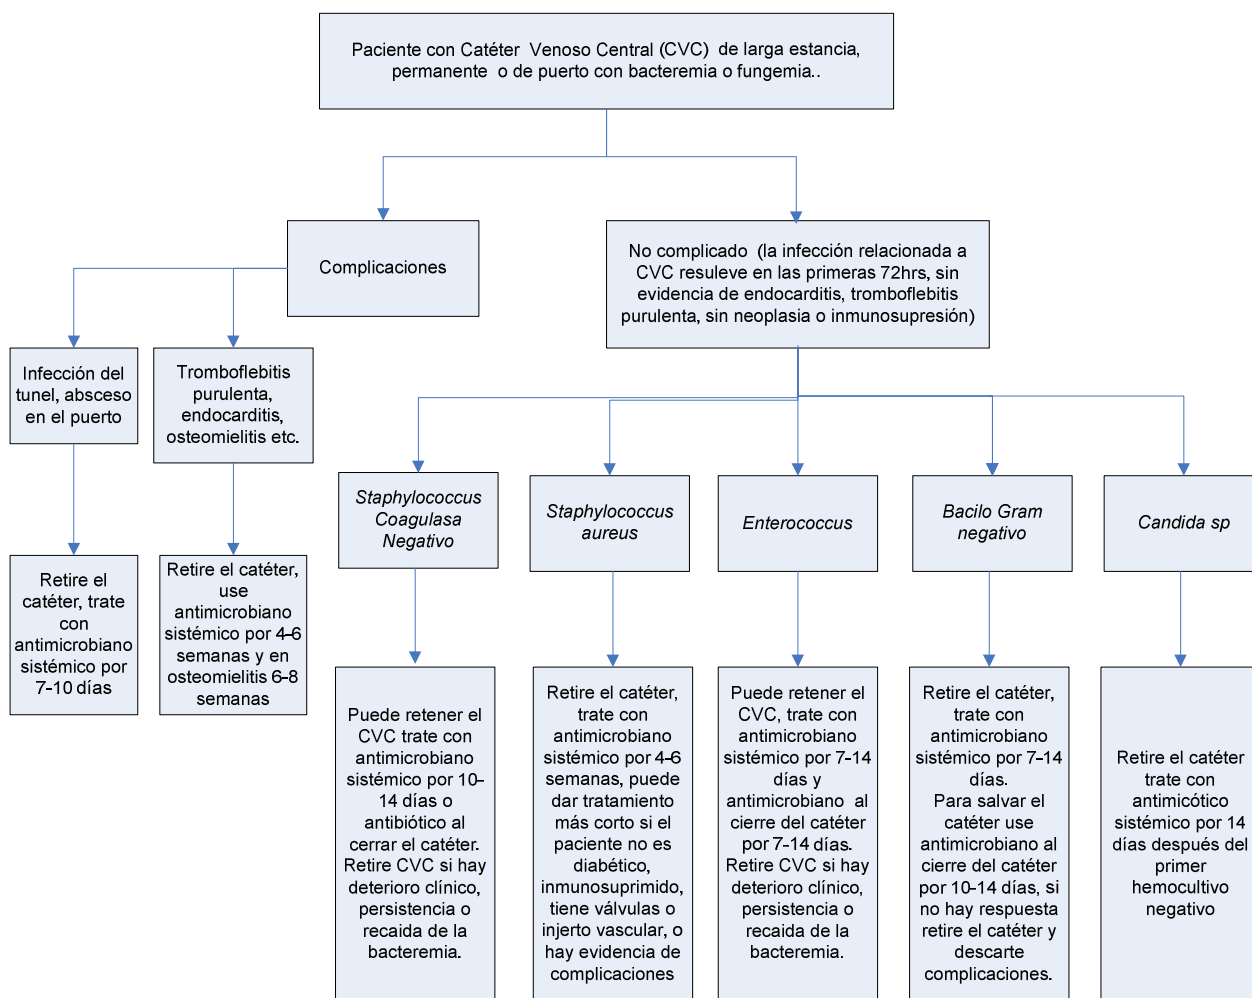 Paciente con Catéter Venoso Central (CVC) de larga estancia,
permanente o de puerto con bacteremia o fungemia..
Complicaciones
No complicado (la infección relacionada a
CVC resuleve en las primeras 72hrs, sin
evidencia de endocarditis, tromboflebitis
purulenta, sin neoplasia o inmunosupresión)
Infección del
tunel, absceso
en el puerto
Tromboflebitis
purulenta,
endocarditis,
osteomielitis etc.
Staphylococcus
Coagulasa
Negativo
Staphylococcus
aureus
Enterococcus
Bacilo Gram
negativo
Candida sp
Retire el
catéter, trate
con
antimicrobiano
sistémico por
7-10 días
Retire el catéter,
use
antimicrobiano
sistémico por 4-6
semanas y en
osteomielitis 6-8
semanas
Puede retener el
CVC trate con
antimicrobiano
sistémico por 10-
14 días o
antibiótico al
cerrar el catéter.
Retire CVC si hay
deterioro clínico,
persistencia o
recaida de la
bacteremia.
Retire el catéter,
trate con
antimicrobiano
sistémico por 4-6
semanas, puede
dar tratamiento
más corto si el
paciente no es
diabético,
inmunosuprimido,
tiene válvulas o
injerto vascular, o
hay evidencia de
complicaciones
Puede retener el
CVC, trate con
antimicrobiano
sistémico por 7-14
días y
antimicrobiano al
cierre del catéter
por 7-14 días.
Retire CVC si hay
deterioro clínico,
persistencia o
recaida de la
bacteremia.
Retire el catéter,
trate con
antimicrobiano
sistémico por 7-14
días.
Para salvar el
catéter use
antimicrobiano al
cierre del catéter
por 10-14 días, si
no hay respuesta
retire el catéter y
descarte
complicaciones.
Retire el catéter
trate con
antimicótico
sistémico por 14
días después del
primer
hemocultivo
negativo